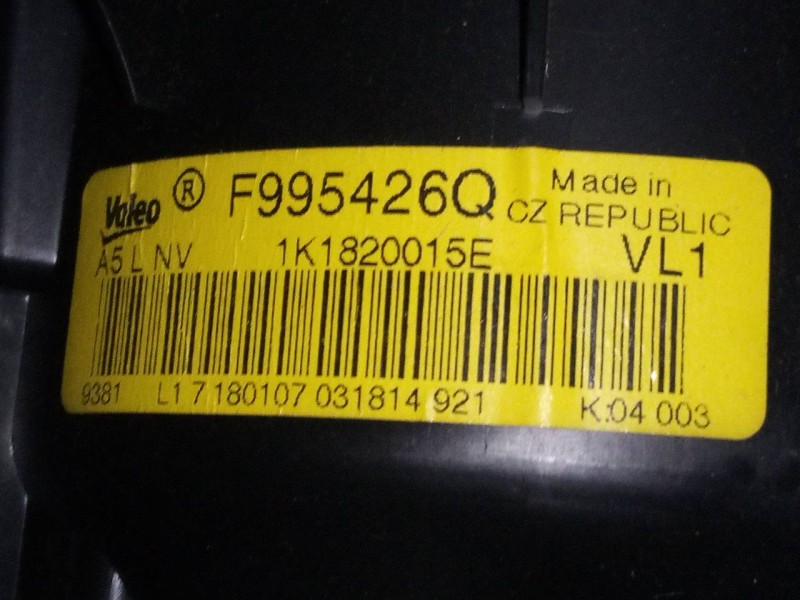 Valeo ® F995426Q Made in
CZ REPUBLIC
A5 L NV 1K1820015E VL1
9381 L1 7 180107 031814 921 K:04 003